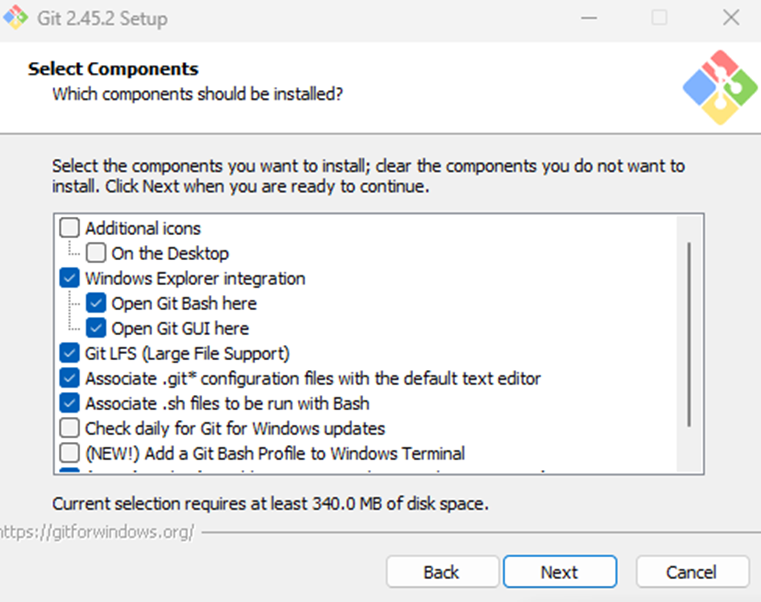 Git 2.45.2 Setup
Select Components
Which components should be installed?
Select the components you want to install; clear the components you do not want to
install. Click Next when you are ready to continue.
Additional icons
On the Desktop
Windows Explorer integration
Open Git Bash here
Open Git GUI here
Git LFS (Large File Support)
Associate .git* configuration files with the default text editor
Associate .sh files to be run with Bash
Check daily for Git for Windows updates
(NEW!) Add a Git Bash Profile to Windows Terminal
Current selection requires at least 340.0 MB of disk space.
https://gitforwindows.org/
Back
Next
Cancel